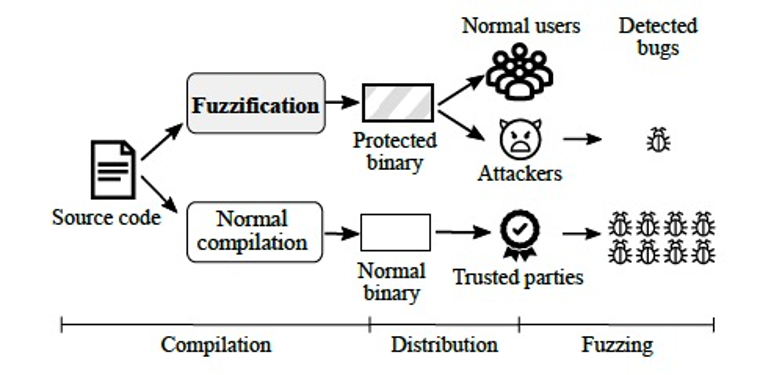 Normal users
Detected
bugs
Fuzzification
Protected
binary
Attackers
Source code
Normal
compilation
Normal
binary
Trusted parties
Compilation
Distribution
Fuzzing